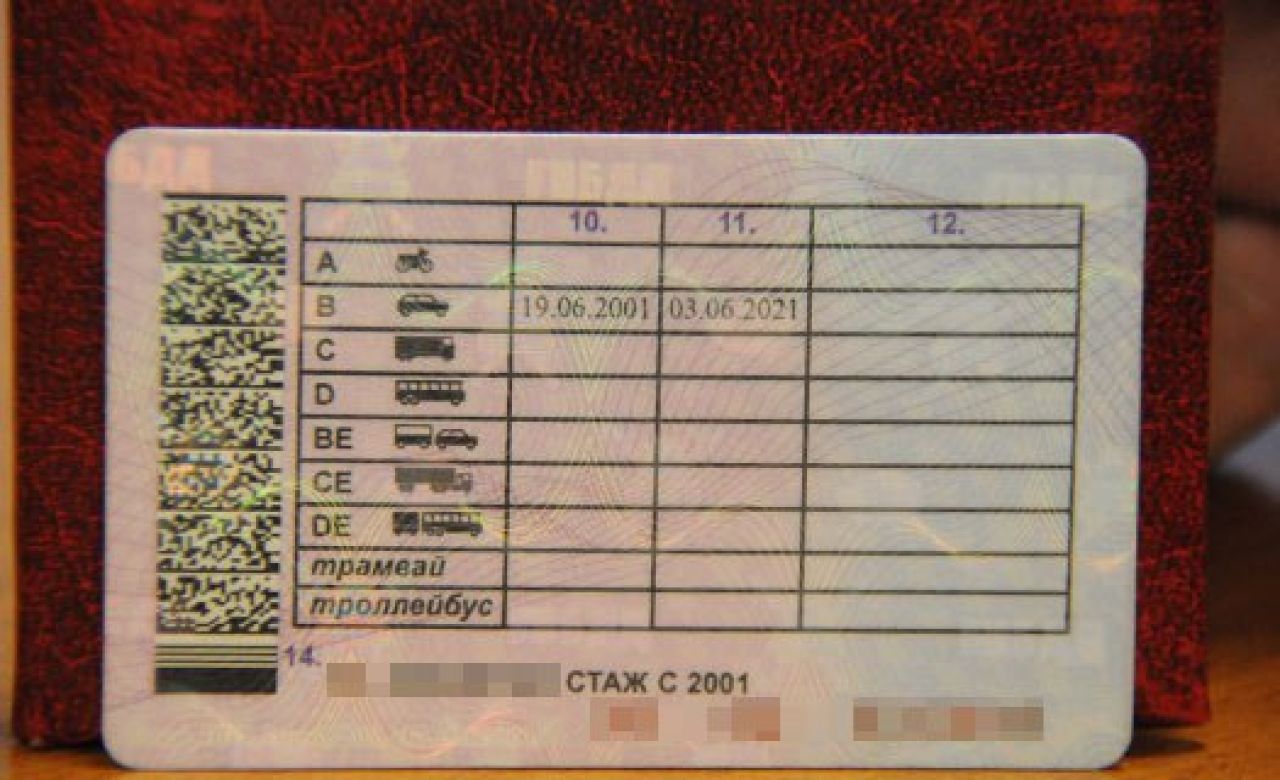 10. 11. 12.
A
B 19.06.2001 03.06.2021
C
D
BE
CE
DE
трамвай
троллейбус
14.
СТАЖ С 2001